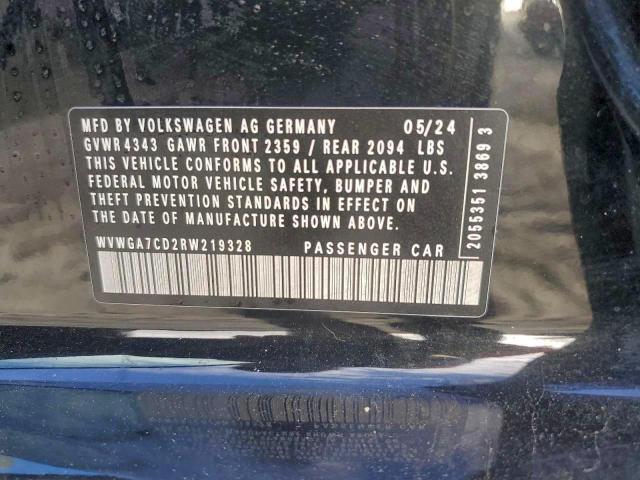 MFD BY VOLKSWAGEN AG GERMANY 05/24
GVWR 4343 GAWR FRONT 2359 / REAR 2094 LBS
THIS VEHICLE CONFORMS TO ALL APPLICABLE U.S.
FEDERAL MOTOR VEHICLE SAFETY, BUMPER AND
THEFT PREVENTION STANDARDS IN EFFECT ON
THE DATE OF MANUFACTURE SHOWN ABOVE.
WVWGA7CD2RW219328 PASSENGER CAR
2055351 3869 3